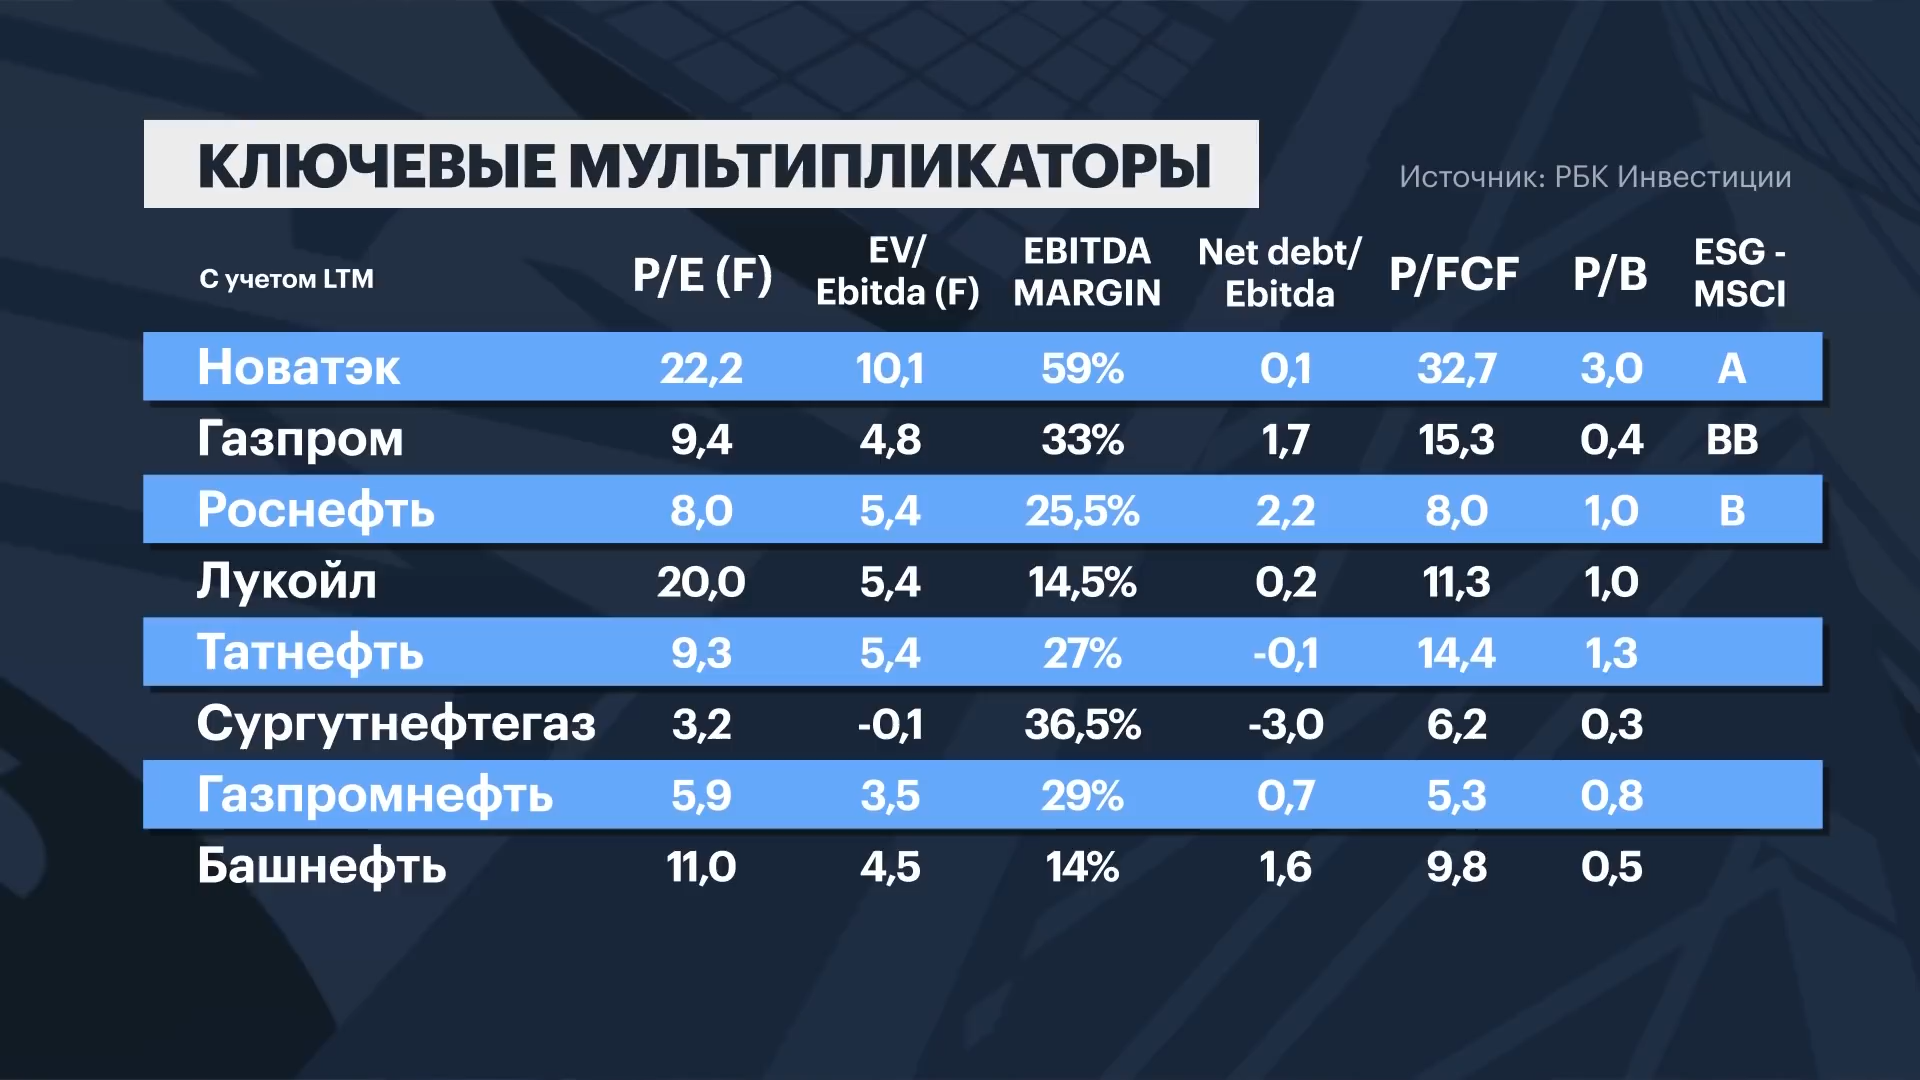 КЛЮЧЕВЫЕ МУЛЬТИПЛИКАТОРЫ
Источник: РБК Инвестиции
С учетом LTM P/E (F) EV/ Ebitda (F) EBITDA MARGIN Net debt/ Ebitda P/FCF P/B ESG - MSCI
Новатэк 22,2 10,1 59% 0,1 32,7 3,0 A
Газпром 9,4 4,8 33% 1,7 15,3 0,4 BB
Роснефть 8,0 5,4 25,5% 2,2 8,0 1,0 B
Лукойл 20,0 5,4 14,5% 0,2 11,3 1,0
Татнефть 9,3 5,4 27% -0,1 14,4 1,3
Сургутнефтегаз 3,2 -0,1 36,5% -3,0 6,2 0,3
Газпромнефть 5,9 3,5 29% 0,7 5,3 0,8
Башнефть 11,0 4,5 14% 1,6 9,8 0,5